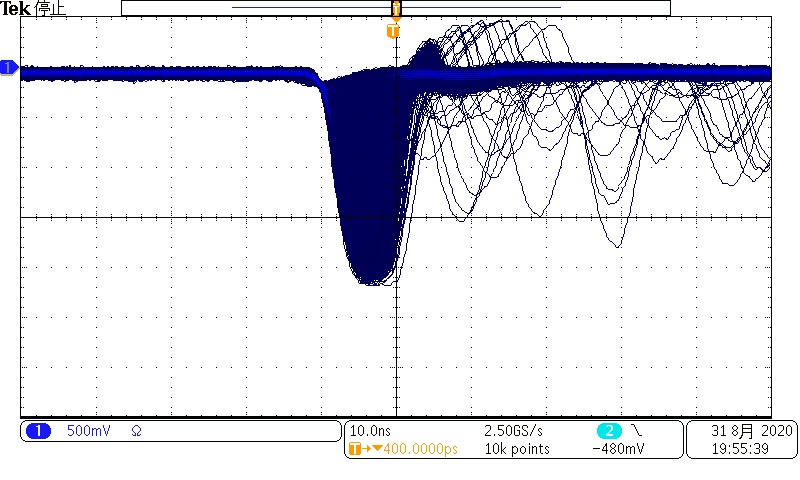 Tek 停止
T
T
1
1 500mV Ω
10.0ns 2.50GS/s 2 -480mV
T→▼400.0000ps 10k points
31 8月 2020
19:55:39